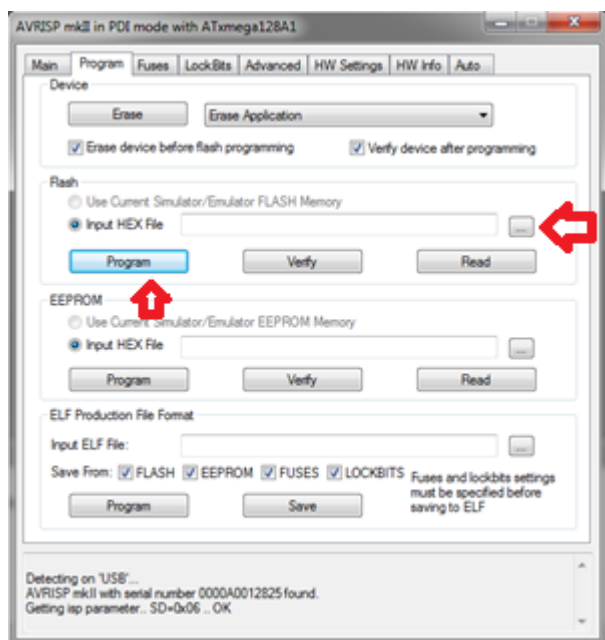 AVRISP mkII in PDI mode with ATxmega128A1
Main Program Fuses LockBits Advanced HW Settings HW Info Auto
Device
Erase Erase Application
Erase device before flash programming Verify device after programming
Flash
Use Current Simulator/Emulator FLASH Memory
Input HEX File ...
Program Verify Read
EEPROM
Use Current Simulator/Emulator EEPROM Memory
Input HEX File ...
Program Verify Read
ELF Production File Format
Input ELF File: ...
Save From: FLASH EEPROM FUSES LOCKBITS Fuses and lockbits settings
must be specified before
Program Save saving to ELF
Detecting on 'USB'...
AVRISP mkII with serial number 0000A0012825 found.
Getting isp parameter.. SD=0x06 .. OK